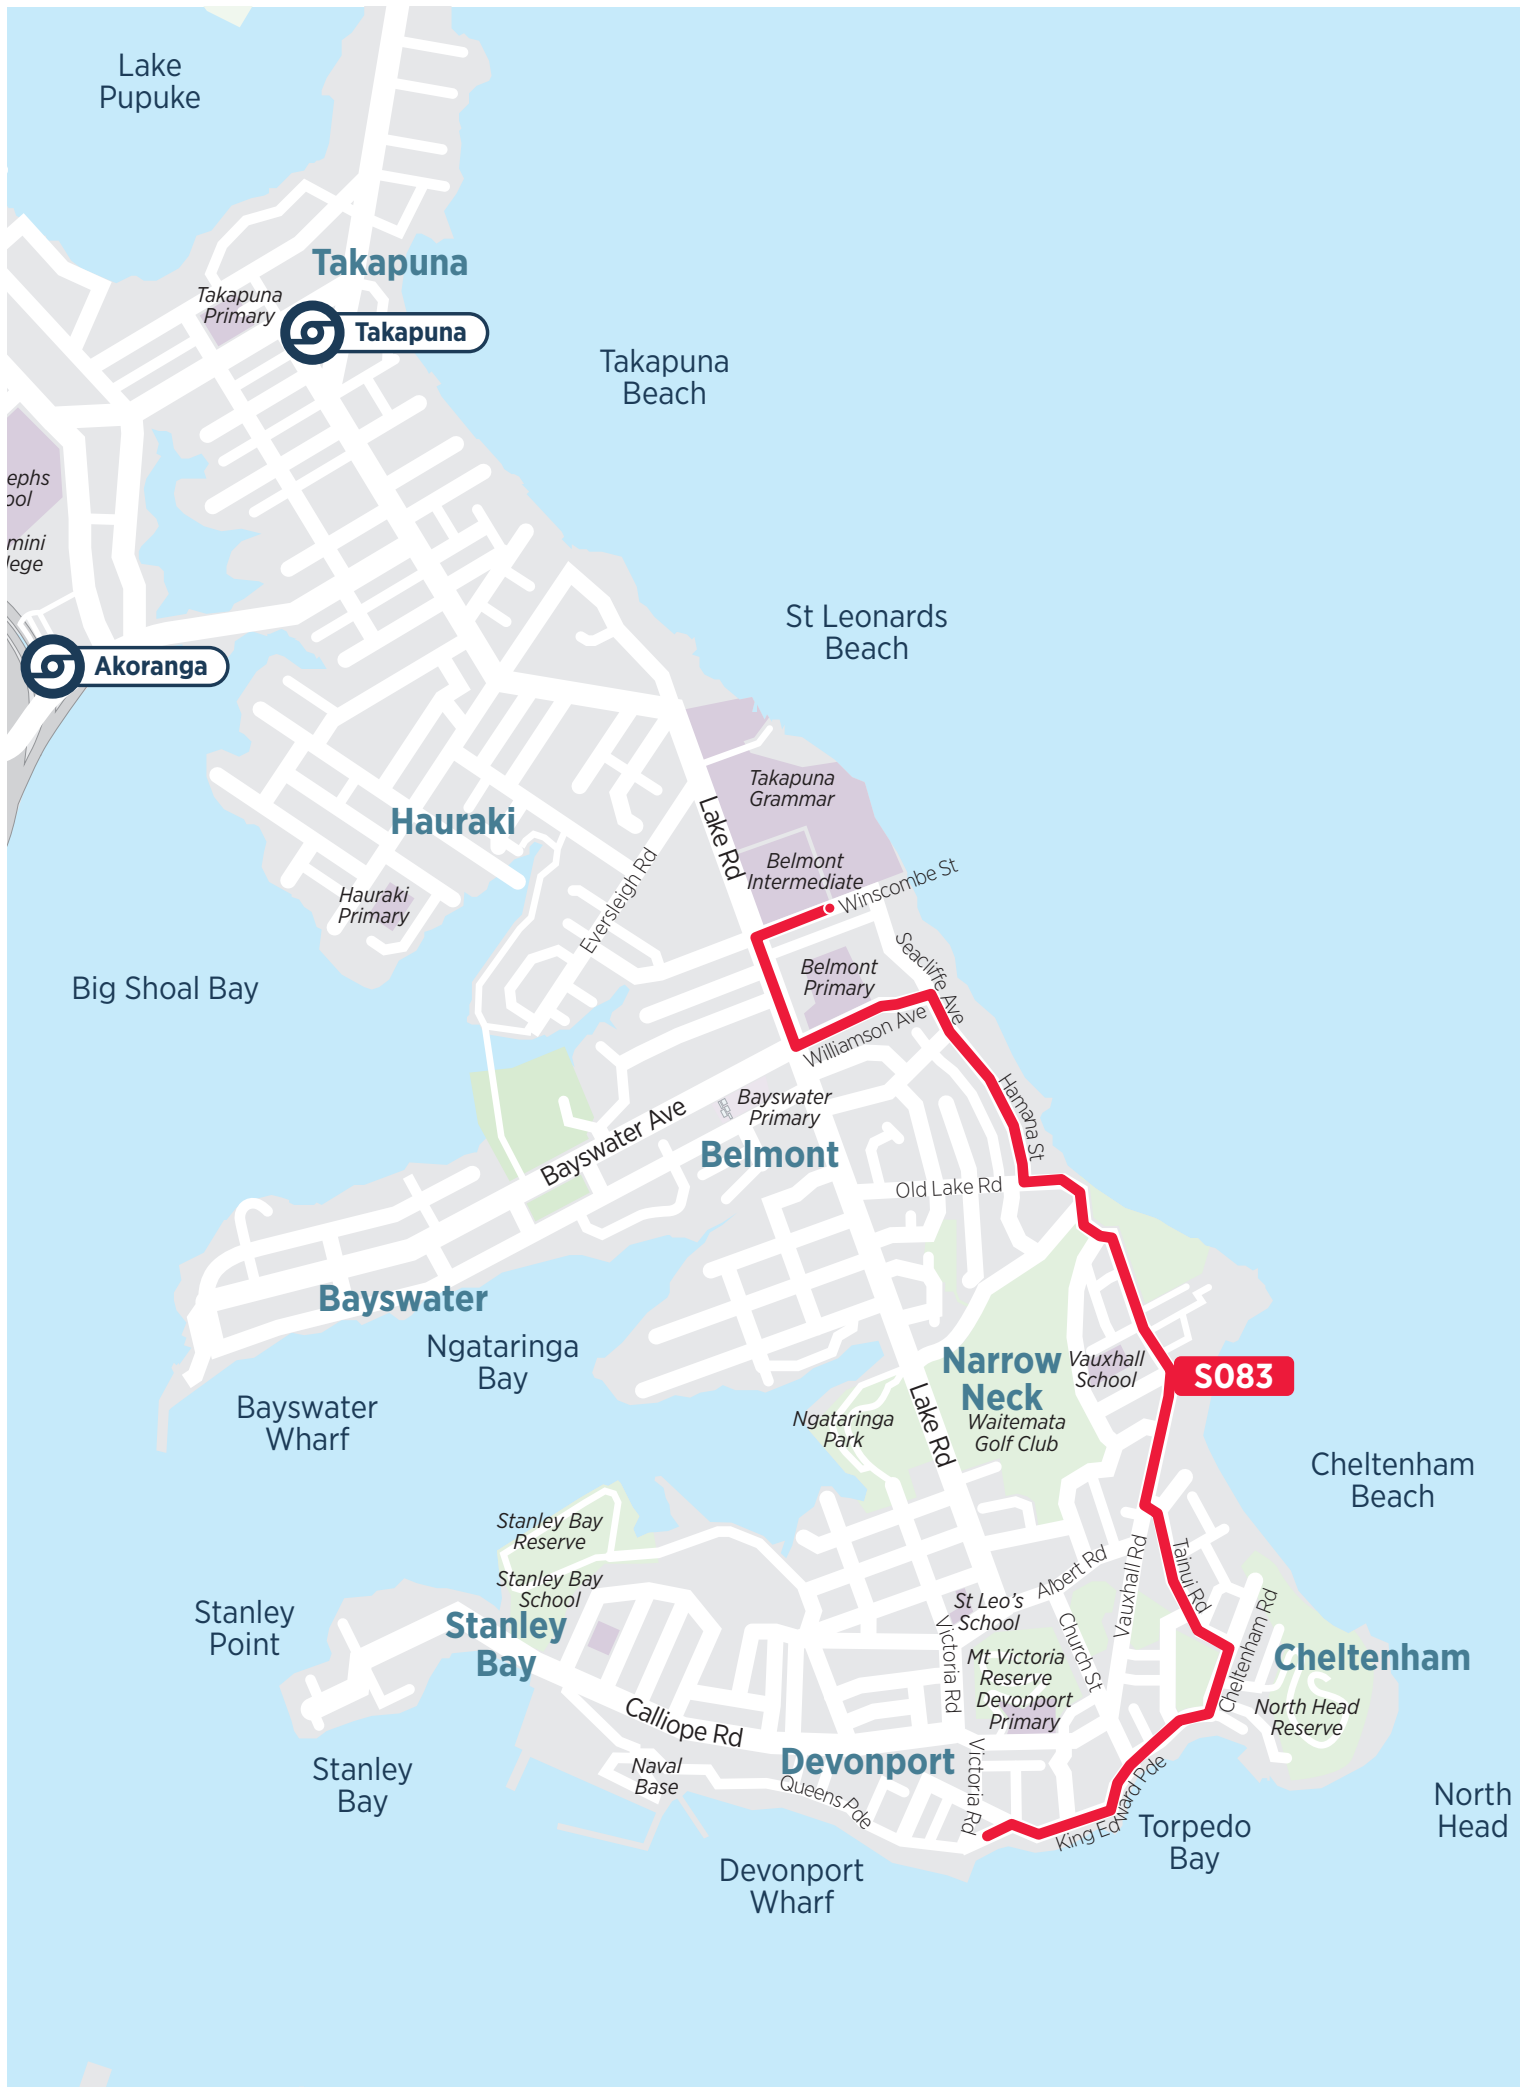 Lake
Pupuke
Takapuna
Takapuna
Primary
Takapuna
Takapuna
Beach
ephs
ool
mini
lege
St Leonards
Beach
Akoranga
Takapuna
Grammar
Lake Rd
Hauraki
Belmont
Intermediate
Winscombe St
Eversleigh Rd
Hauraki
Primary
Seacliffe Ave
Belmont
Primary
Big Shoal Bay
Williamson Ave
Hamana St
Bayswater
Primary
Bayswater Ave
Belmont
Old Lake Rd
Bayswater
Ngataringa
Bay
Narrow
Neck
Vauxhall
School
S083
Bayswater
Wharf
Ngataringa
Park
Lake Rd
Waitemata
Golf Club
Cheltenham
Beach
Stanley Bay
Reserve
Albert Rd
Vauxhall Rd
Tainui Rd
Stanley Bay
School
Stanley
Point
Stanley
Bay
St Leo's
School
Victoria Rd
Church St
Cheltenham Rd
Cheltenham
Mt Victoria
Reserve
Devonport
Primary
North Head
Reserve
Calliope Rd
Devonport
Victoria Rd
Stanley
Bay
Naval
Base
Queens Pde
King Edward Pde
Torpedo
Bay
North
Head
Devonport
Wharf